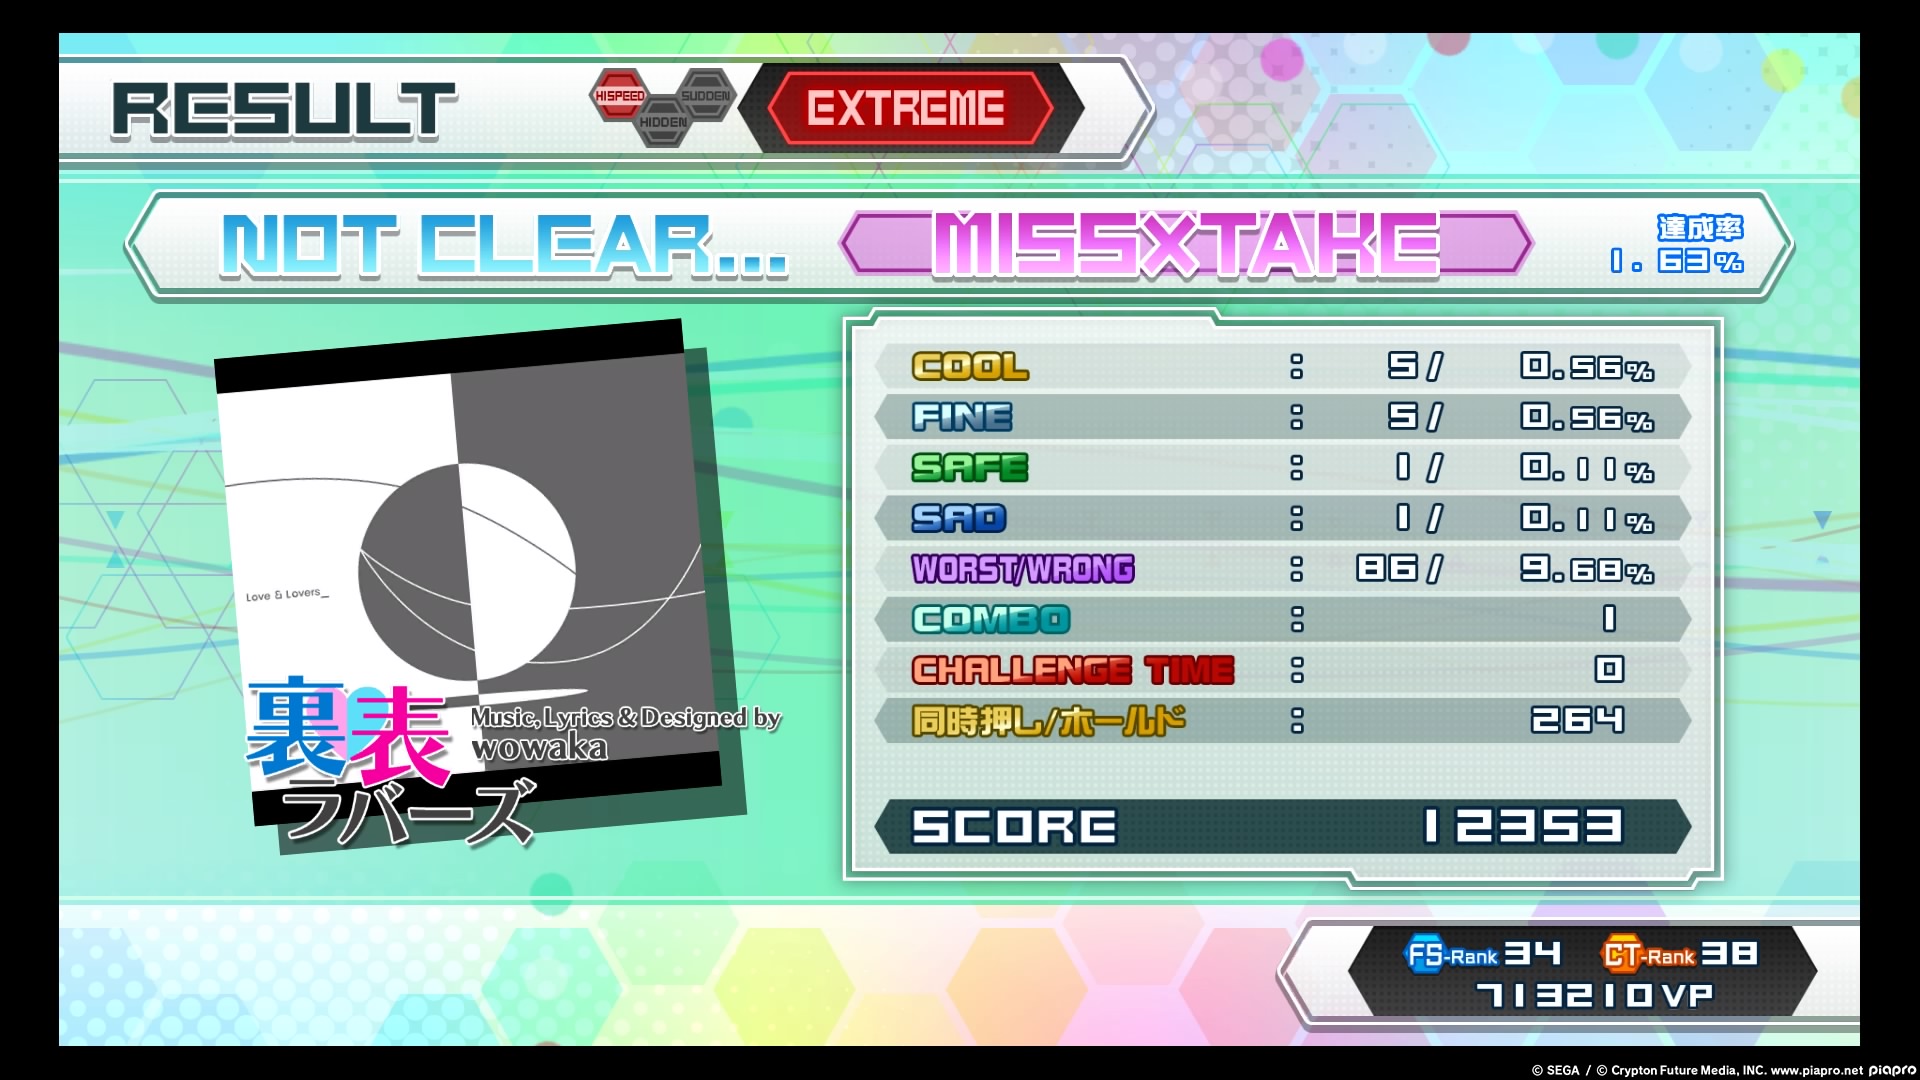 RESULT
HISPEED
HIDDEN
SUDDEN
EXTREME
NOT CLEAR...
MISS×TAKE
達成率
1.63%
Love & Lovers_
裏表
ラバーズ
Music, Lyrics & Designed by
wowaka
COOL : 5 / 0.56%
FINE : 5 / 0.56%
SAFE : 1 / 0.11%
SAD : 1 / 0.11%
WORST/WRONG : 86 / 9.68%
COMBO : 1
CHALLENGE TIME : 0
同時押し/ホールド : 264
SCORE 12353
FS-Rank 34 CT-Rank 38
713210 VP
© SEGA / © Crypton Future Media, INC. www.piapro.net piapro